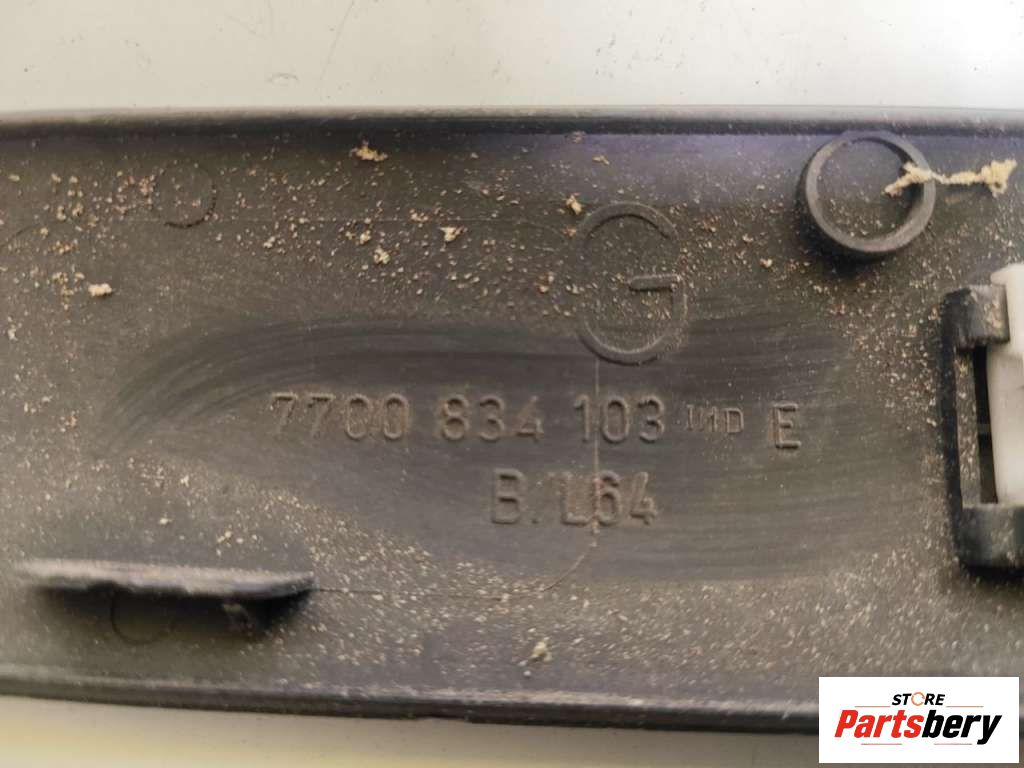 G
7700 834 103 IND E
B/L64
STORE
Partsbery